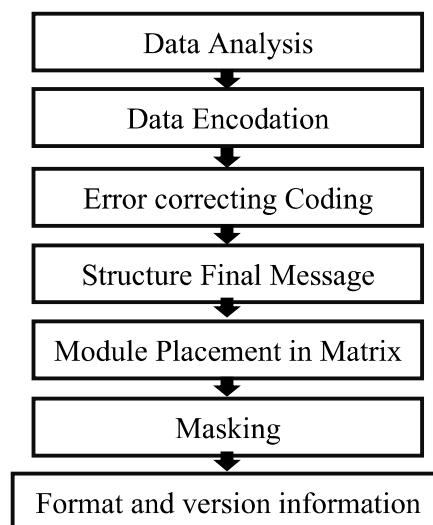 Data Analysis
Data Encodation
Error correcting Coding
Structure Final Message
Module Placement in Matrix
Masking
Format and version information